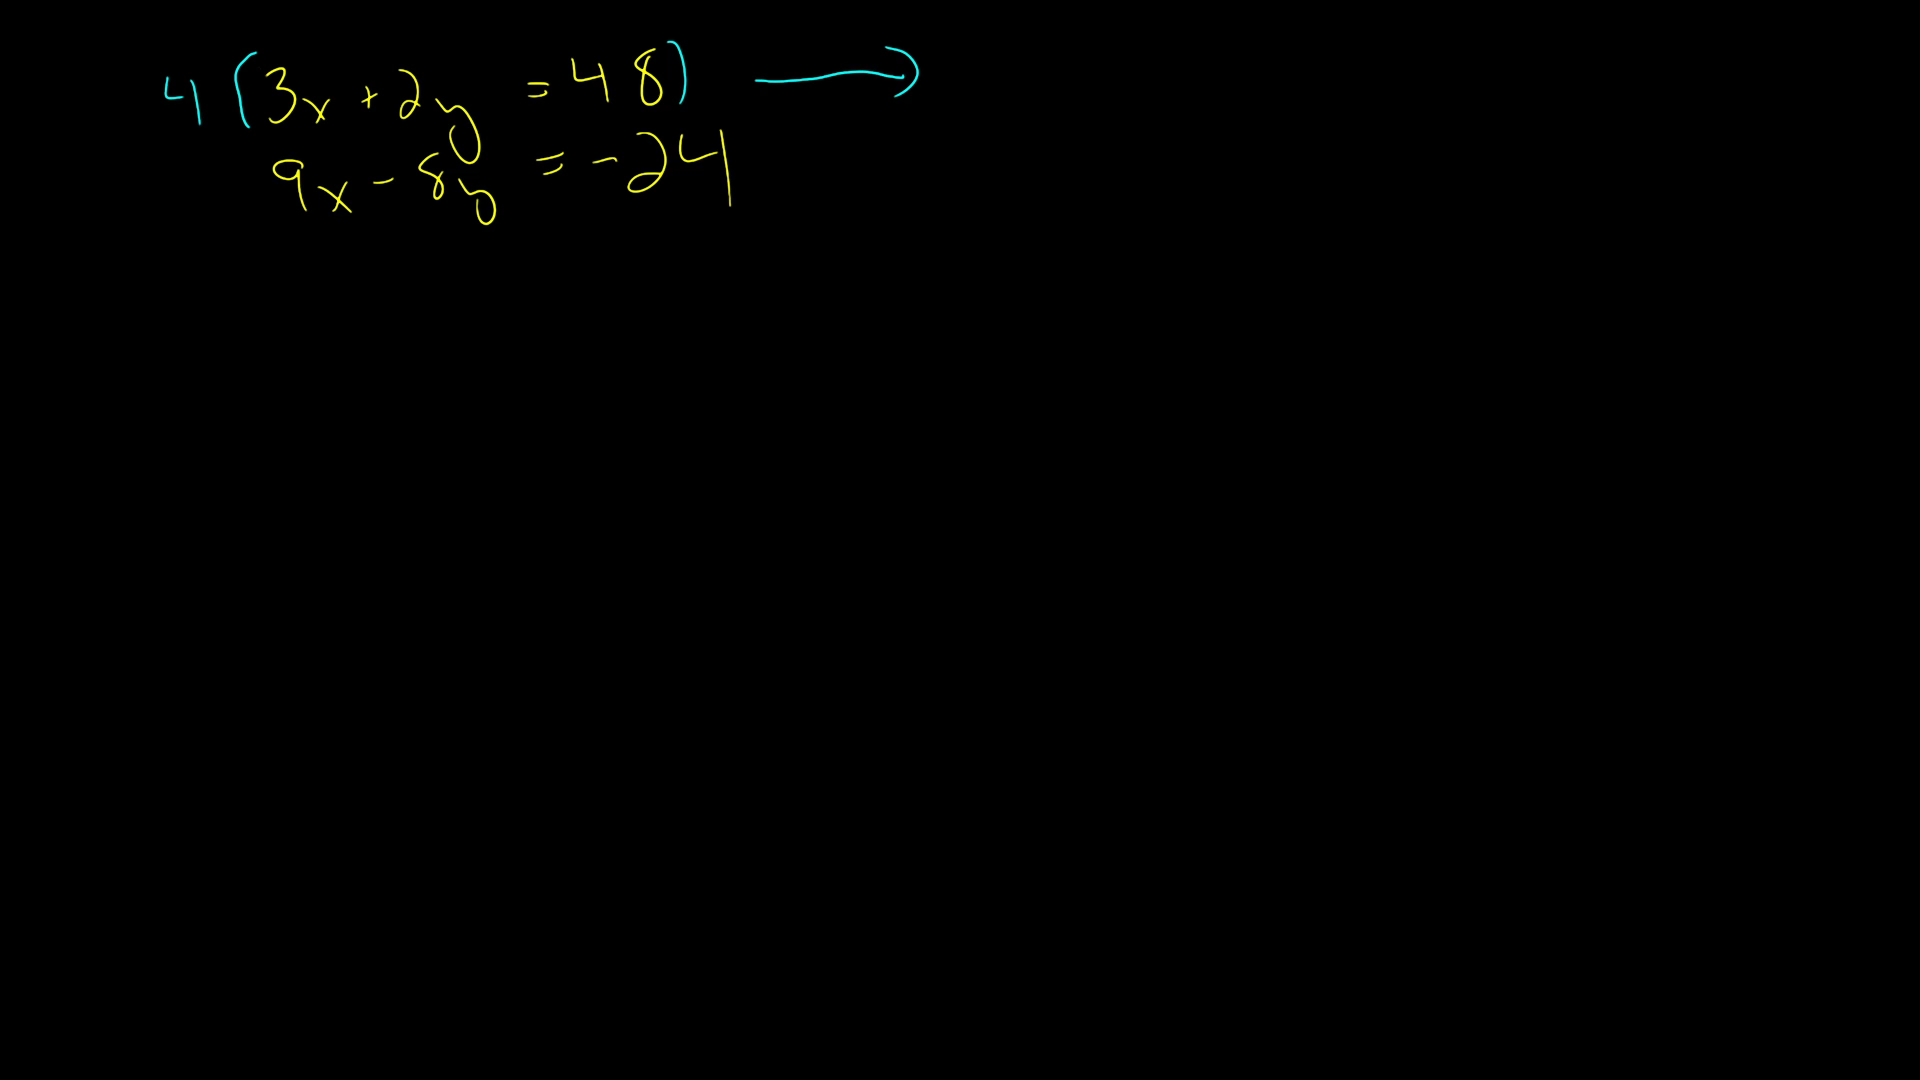 4(3x + 2y = 48) →
9x - 8y = -24